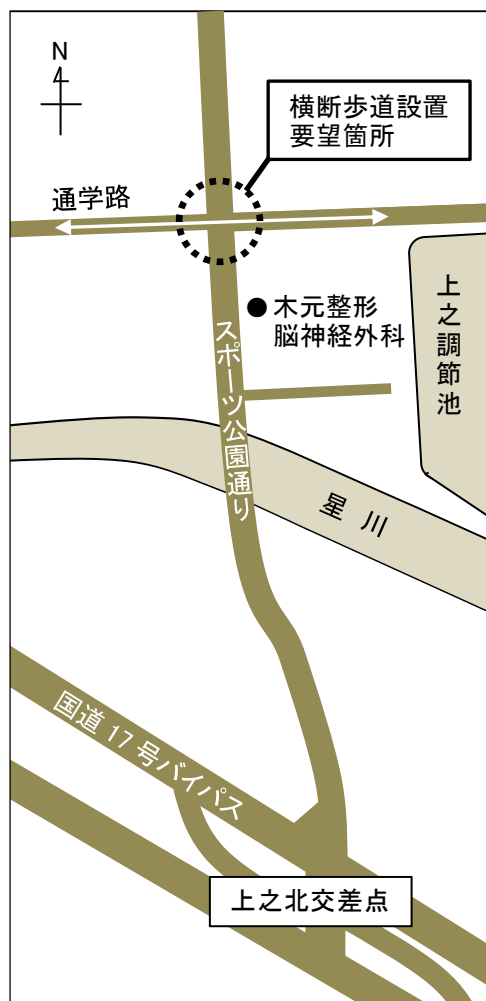 N
横断歩道設置
要望箇所
通学路
木元整形
脳神経外科
上之調節池
スポーツ公園通り
星川
国道17号バイパス
上之北交差点